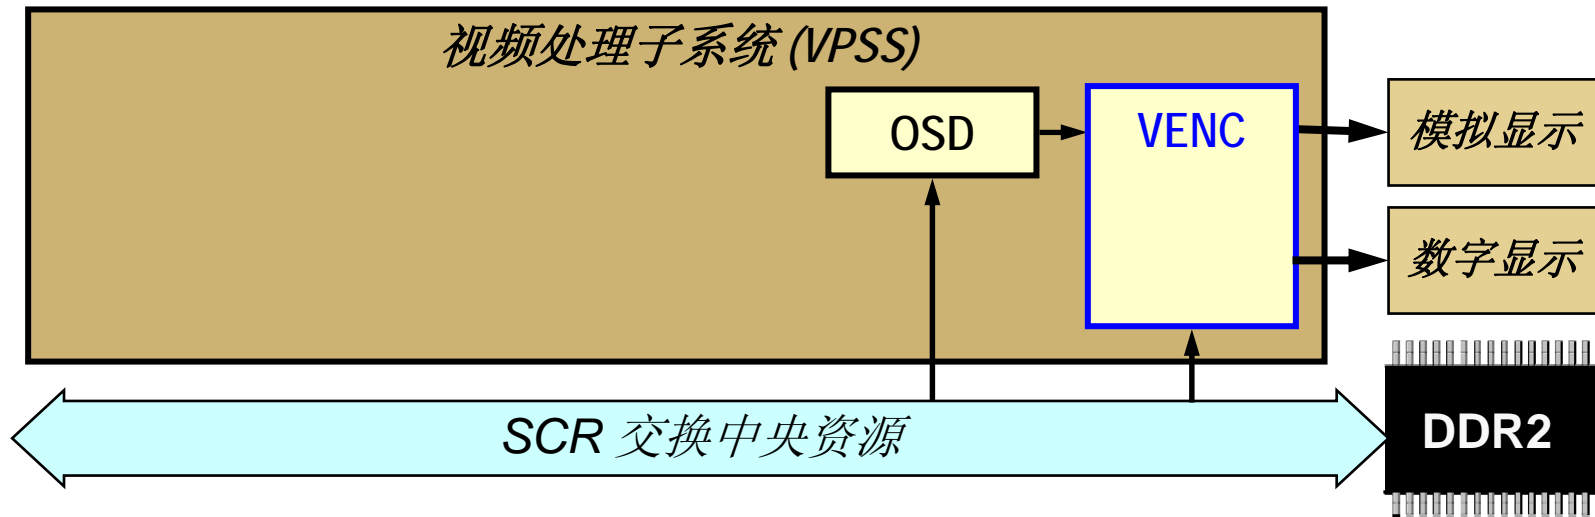 视频处理子系统 (VPSS)
OSD
VENC
模拟显示
数字显示
SCR 交换中央资源
DDR2